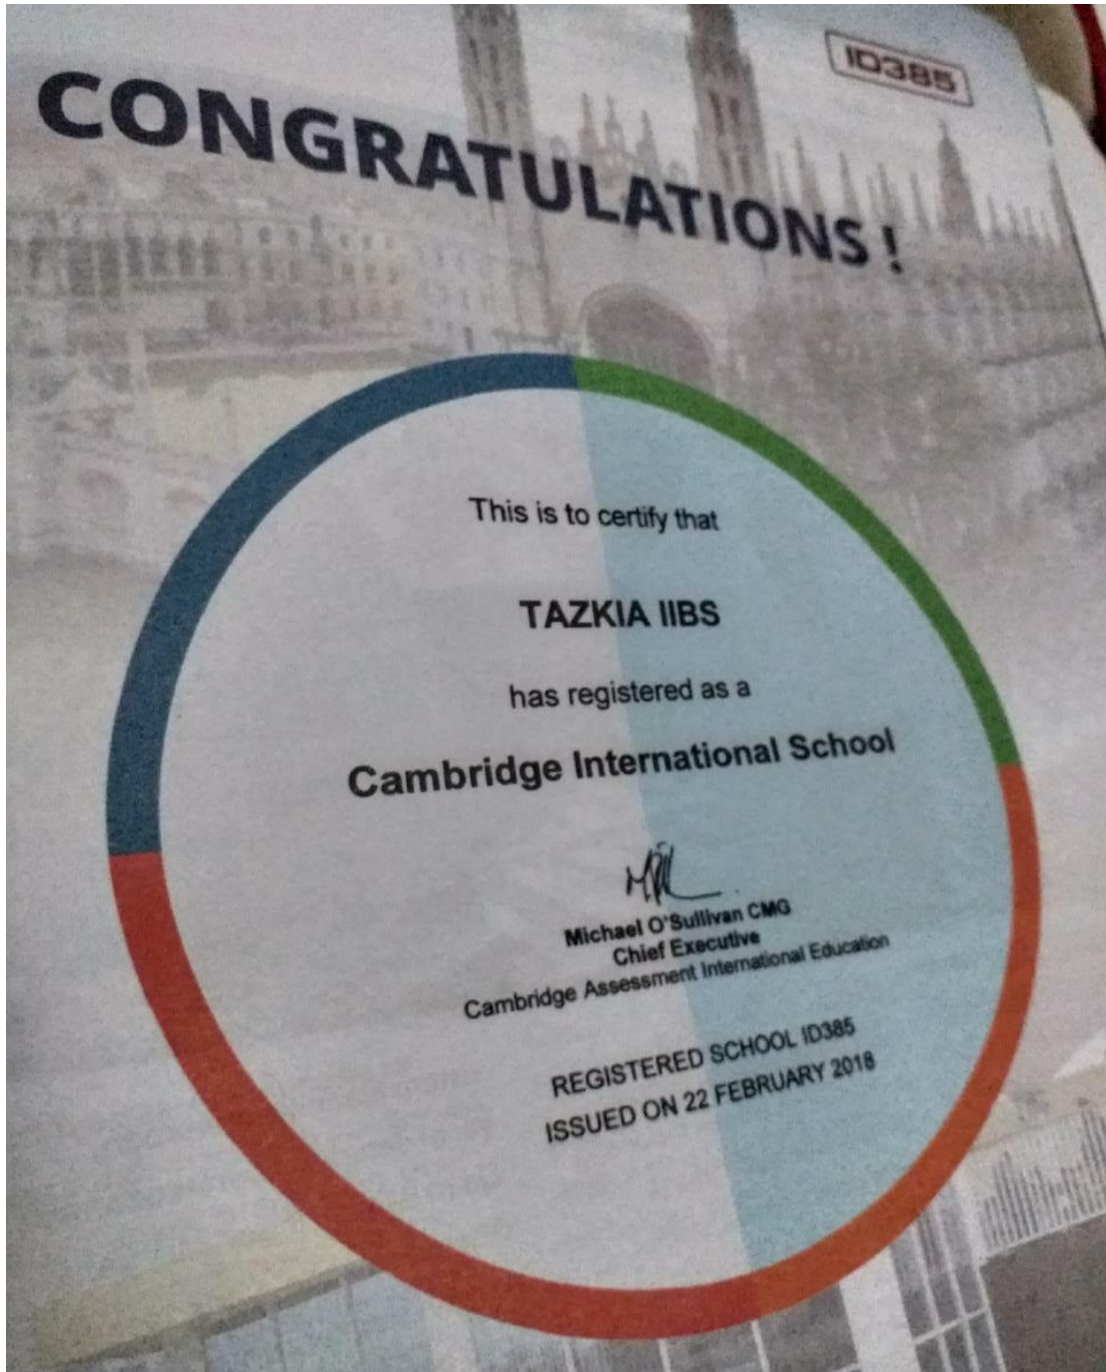 ID385
CONGRATULATIONS!
This is to certify that
TAZKIA IIBS
has registered as a
Cambridge International School
Michael O'Sullivan CMG
Chief Executive
Cambridge Assessment International Education
REGISTERED SCHOOL ID385
ISSUED ON 22 FEBRUARY 2018